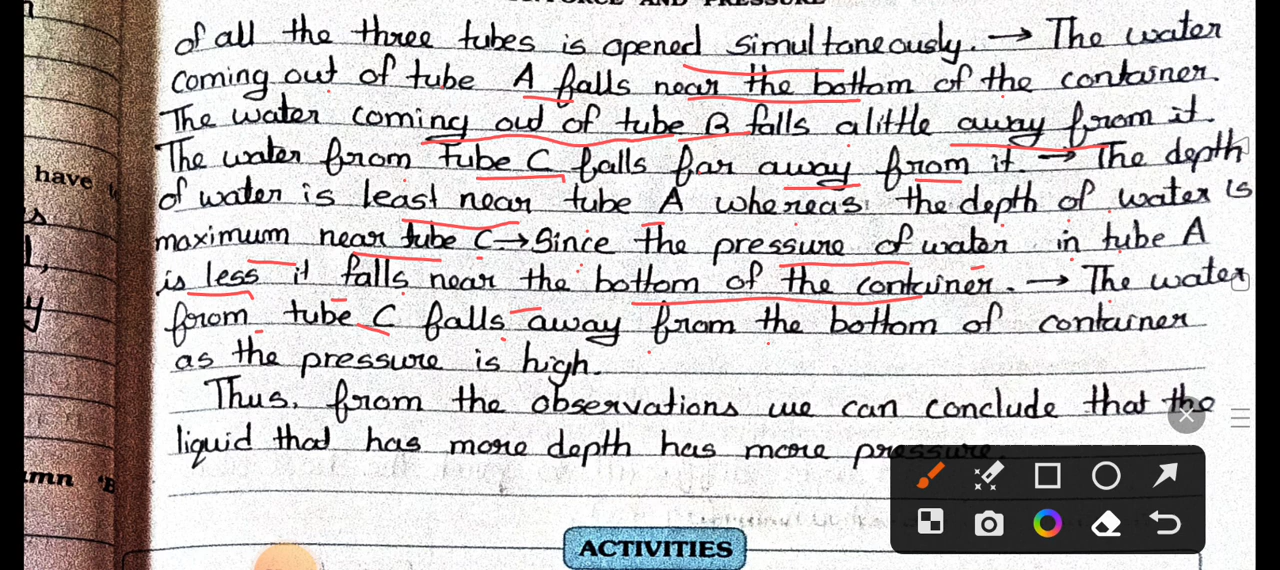 FORCE AND PRESSURE
of all the three tubes is opened simultaneously. → The water
coming out of tube A falls near the bottom of the container.
The water coming out of tube B falls a little away from it.
The water from tube C falls far away from it. → The depth
have
of water is least near tube A whereas the depth of water is
maximum near tube C → Since the pressure of water in tube A
is less it falls near the bottom of the container. → The water
from tube C falls away from the bottom of container
as the pressure is high.
Thus, from the observations we can conclude that the
liquid that has more depth has more pressure.
ACTIVITIES